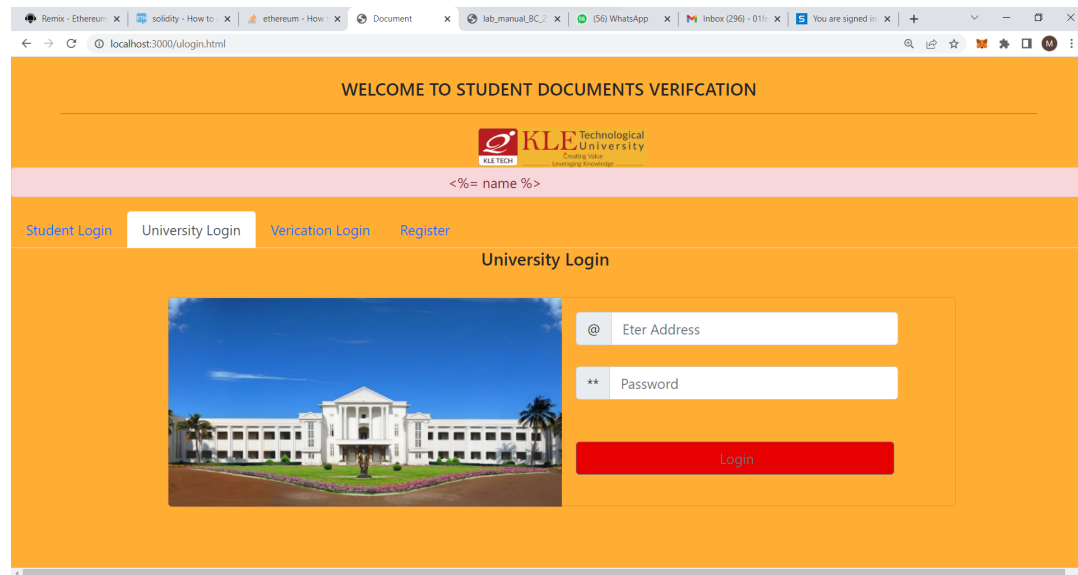 Remix - Ethereum
solidity - How to
ethereum - How
Document
lab_manual_BC_2
(56) WhatsApp
Inbox (296) - 01f
You are signed in
localhost:3000/ulogin.html
M
WELCOME TO STUDENT DOCUMENTS VERIFCATION
KLE TECH
KLE Technological
University
Creating Value
Leveraging Knowledge
<%= name %>
Student Login University Login Verication Login Register
University Login
@ Eter Address
** Password
Login